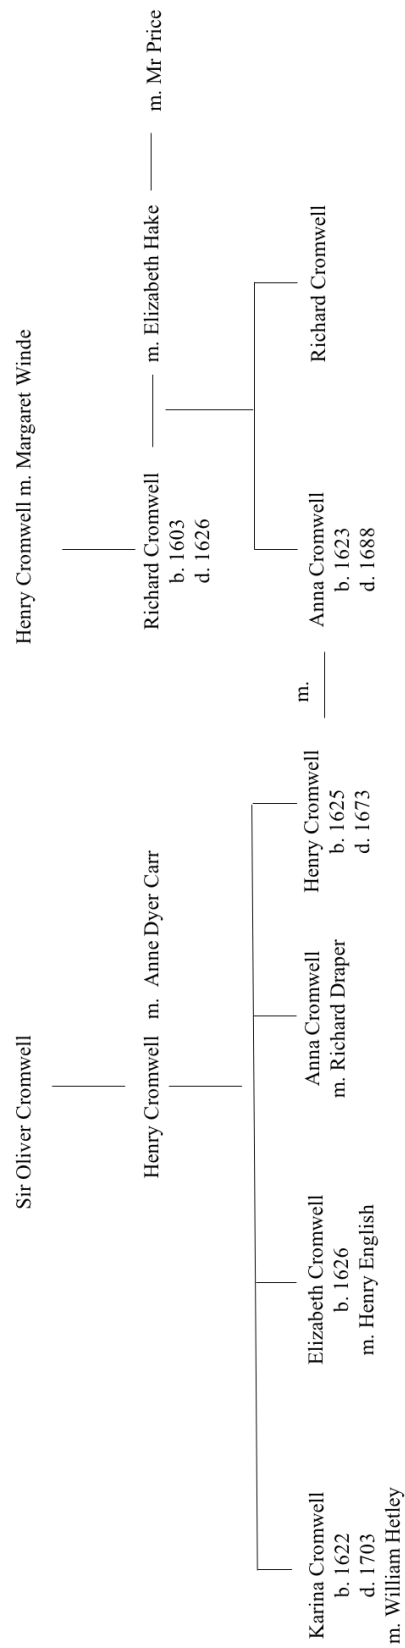 Sir Oliver Cromwell
Henry Cromwell m. Margaret Winde
Henry Cromwell m. Anne Dyer Carr
Richard Cromwell
b. 1603
d. 1626
m. Elizabeth Hake
m. Mr Price
Karina Cromwell
b. 1622
d. 1703
m. William Hetley
Elizabeth Cromwell
b. 1626
m. Henry English
Anna Cromwell
m. Richard Draper
Henry Cromwell
b. 1625
d. 1673
m.
Anna Cromwell
b. 1623
d. 1688
Richard Cromwell